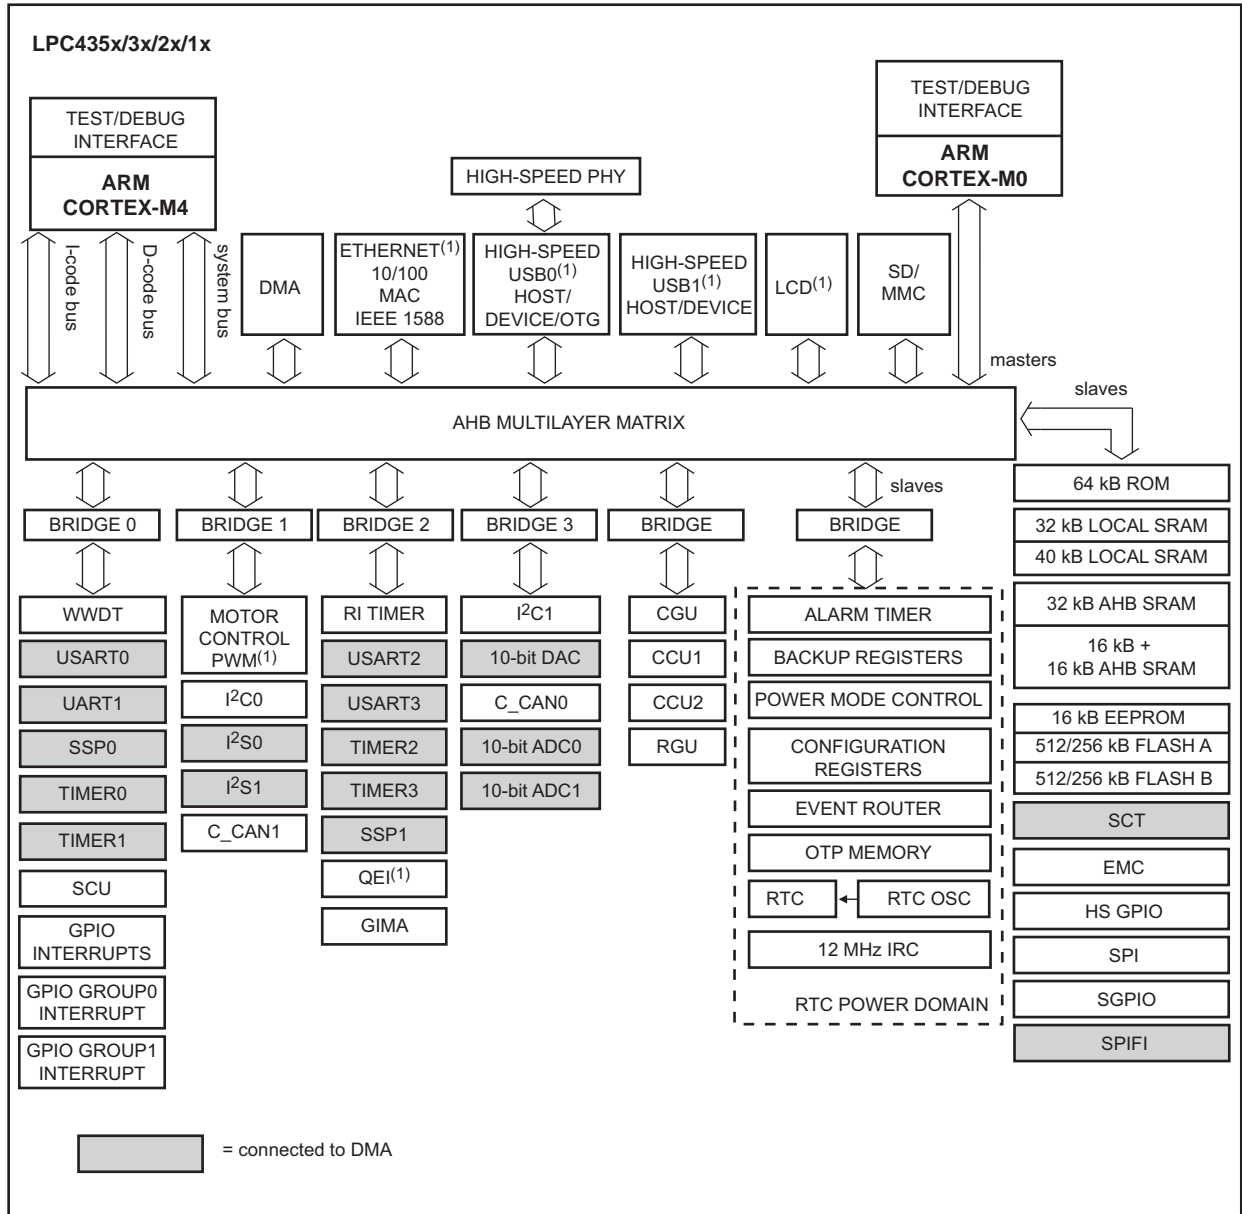 LPC435x/3x/2x/1x
TEST/DEBUG
INTERFACE
ARM
CORTEX-M4
TEST/DEBUG
INTERFACE
ARM
CORTEX-M0
HIGH-SPEED PHY
I-code bus
D-code bus
system bus
DMA
ETHERNET(1)
10/100
MAC
IEEE 1588
HIGH-SPEED
USB0(1)
HOST/
DEVICE/OTG
HIGH-SPEED
USB1(1)
HOST/DEVICE
LCD(1)
SD/
MMC
masters
slaves
AHB MULTILAYER MATRIX
slaves
BRIDGE 0
BRIDGE 1
BRIDGE 2
BRIDGE 3
BRIDGE
BRIDGE
WWDT
USART0
UART1
SSP0
TIMER0
TIMER1
SCU
GPIO
INTERRUPTS
GPIO GROUP0
INTERRUPT
GPIO GROUP1
INTERRUPT
MOTOR
CONTROL
PWM(1)
I2C0
I2S0
I2S1
C_CAN1
RI TIMER
USART2
USART3
TIMER2
TIMER3
SSP1
QEI(1)
GIMA
I2C1
10-bit DAC
C_CAN0
10-bit ADC0
10-bit ADC1
CGU
CCU1
CCU2
RGU
ALARM TIMER
BACKUP REGISTERS
POWER MODE CONTROL
CONFIGURATION
REGISTERS
EVENT ROUTER
OTP MEMORY
RTC
RTC OSC
12 MHz IRC
RTC POWER DOMAIN
64 kB ROM
32 kB LOCAL SRAM
40 kB LOCAL SRAM
32 kB AHB SRAM
16 kB +
16 kB AHB SRAM
16 kB EEPROM
512/256 kB FLASH A
512/256 kB FLASH B
SCT
EMC
HS GPIO
SPI
SGPIO
SPIFI
= connected to DMA